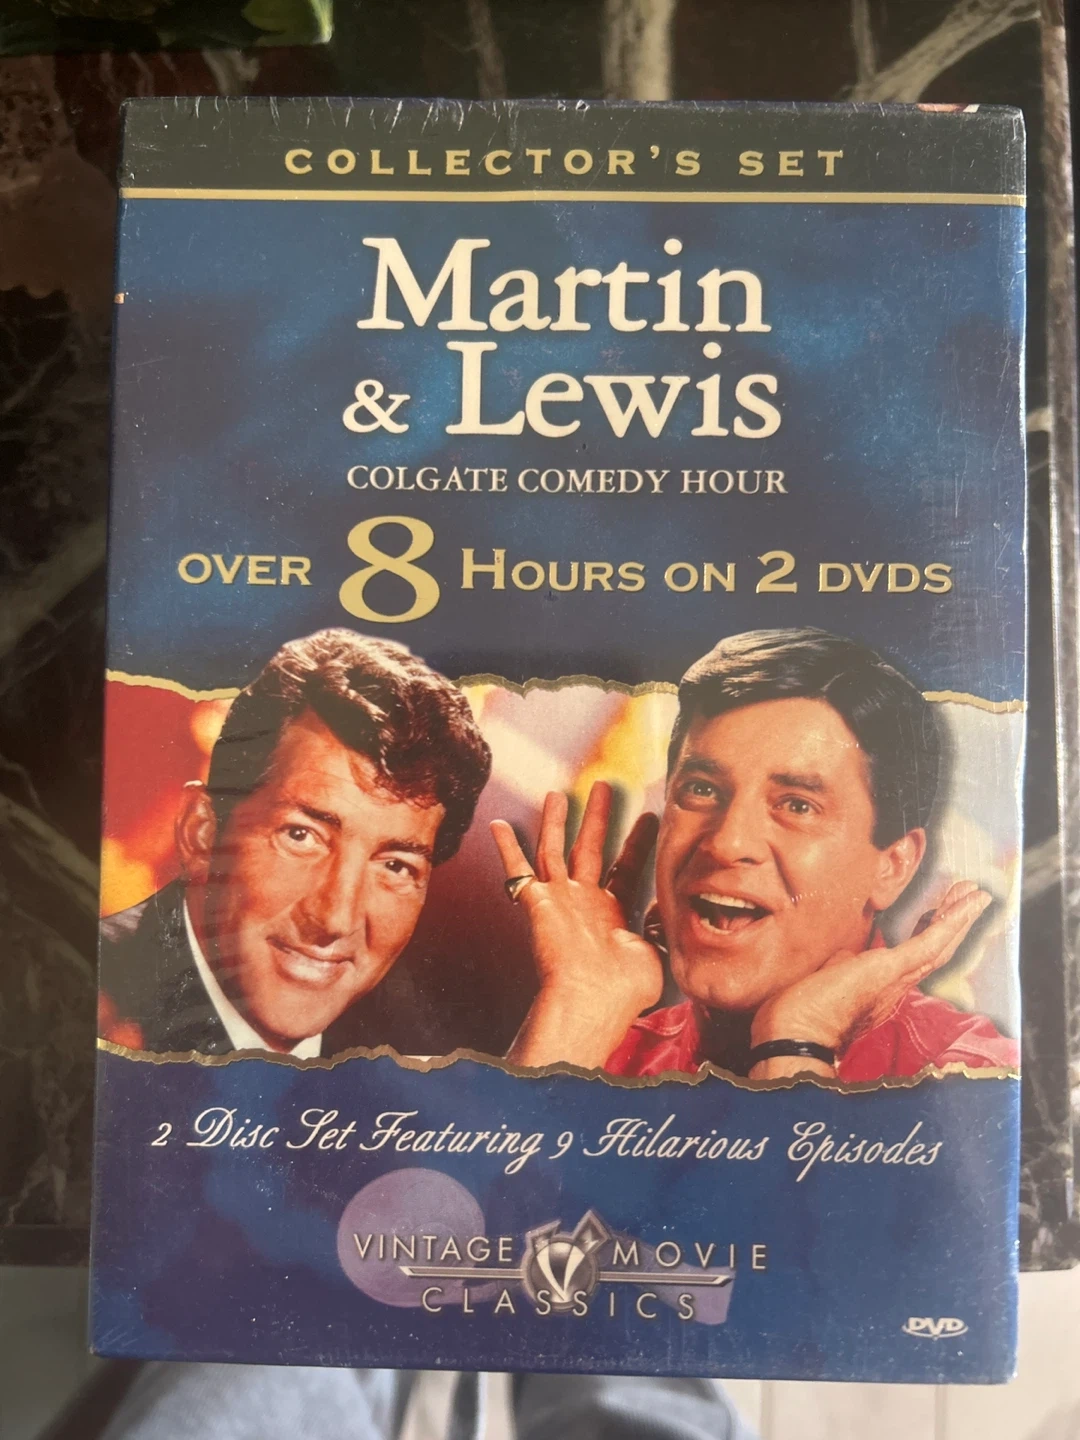 COLLECTOR'S SET
Martin
& Lewis
COLGATE COMEDY HOUR
OVER 8 HOURS ON 2 DVDS
2 Disc Set Featuring 9 Hilarious Episodes
VINTAGE MOVIE
CLASSICS
DVD